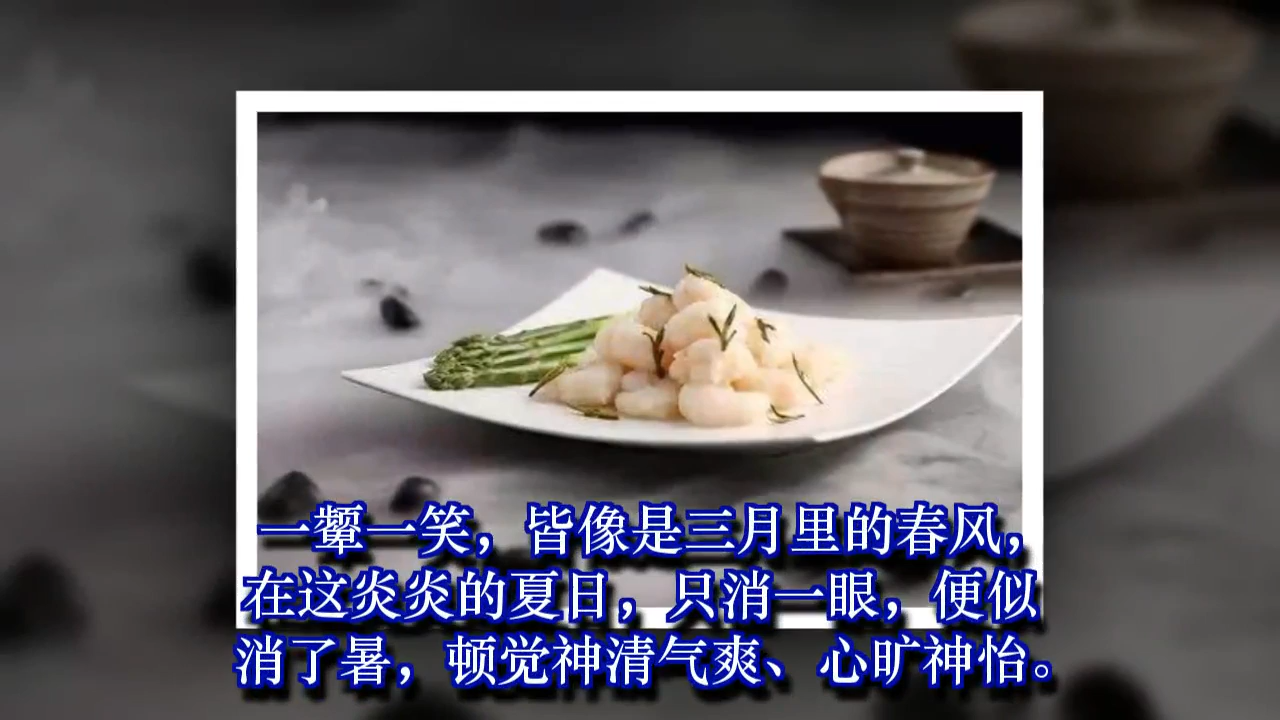 一颦一笑，皆像是三月里的春风，
在这炎炎的夏日，只消一眼，便似
消了暑，顿觉神清气爽、心旷神怡。